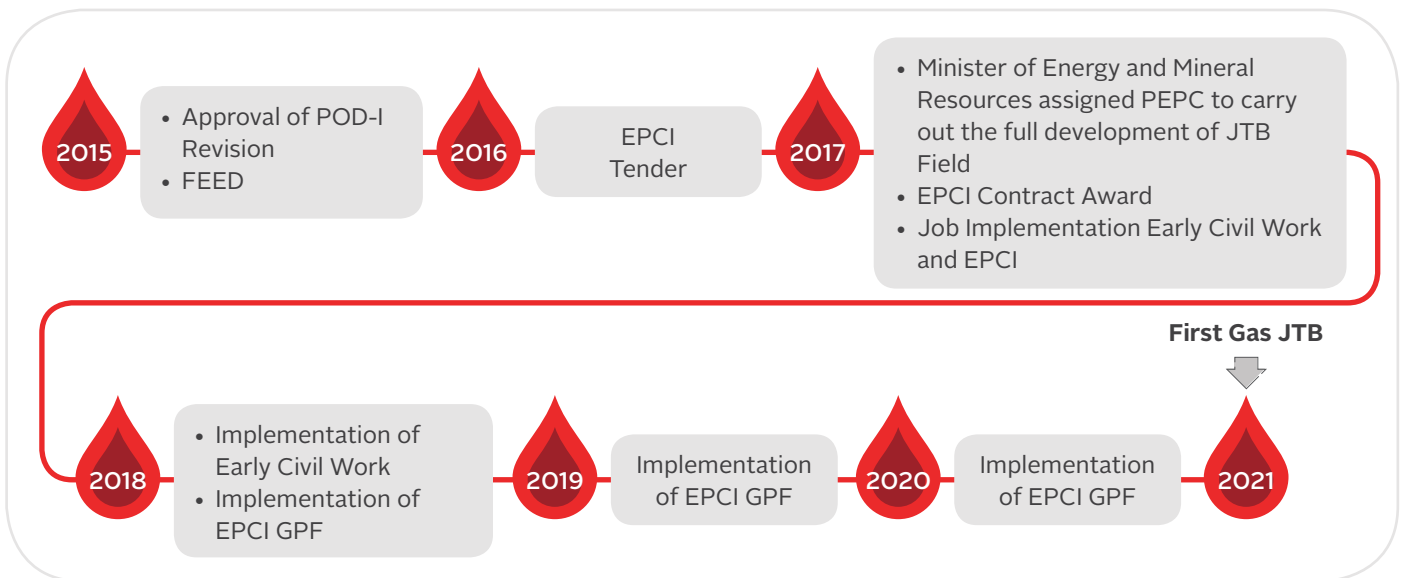 2015
• Approval of POD-I
Revision
• FEED
2016
EPCI
Tender
2017
• Minister of Energy and Mineral
Resources assigned PEPC to carry
out the full development of JTB
Field
• EPCI Contract Award
• Job Implementation Early Civil Work
and EPCI
2018
• Implementation of
Early Civil Work
• Implementation of
EPCI GPF
2019
Implementation
of EPCI GPF
2020
Implementation
of EPCI GPF
First Gas JTB
2021